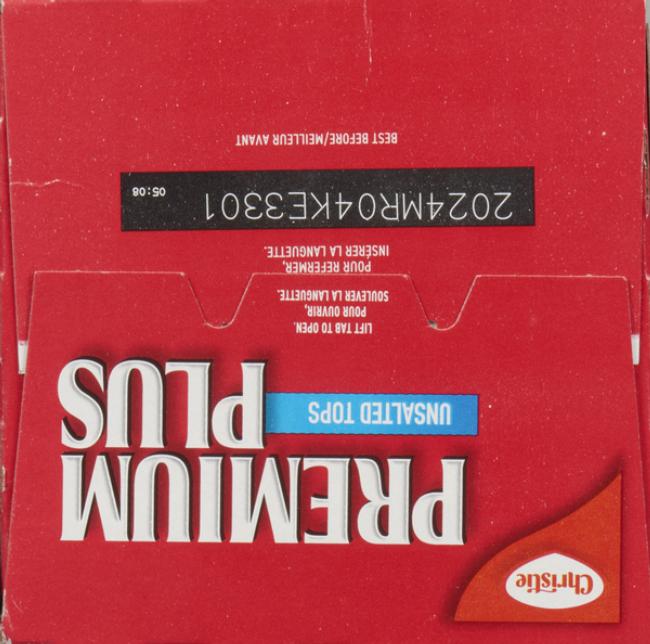 Christie
PREMIUM
UNSALTED TOPS
PLUS
LIFT TAB TO OPEN.
POUR OUVRIR,
SOULEVER LA LANGUETTE.
POUR REFERMER,
INSÉRER LA LANGUETTE.
2024MR04KE3301 05:08
BEST BEFORE/MEILLEUR AVANT